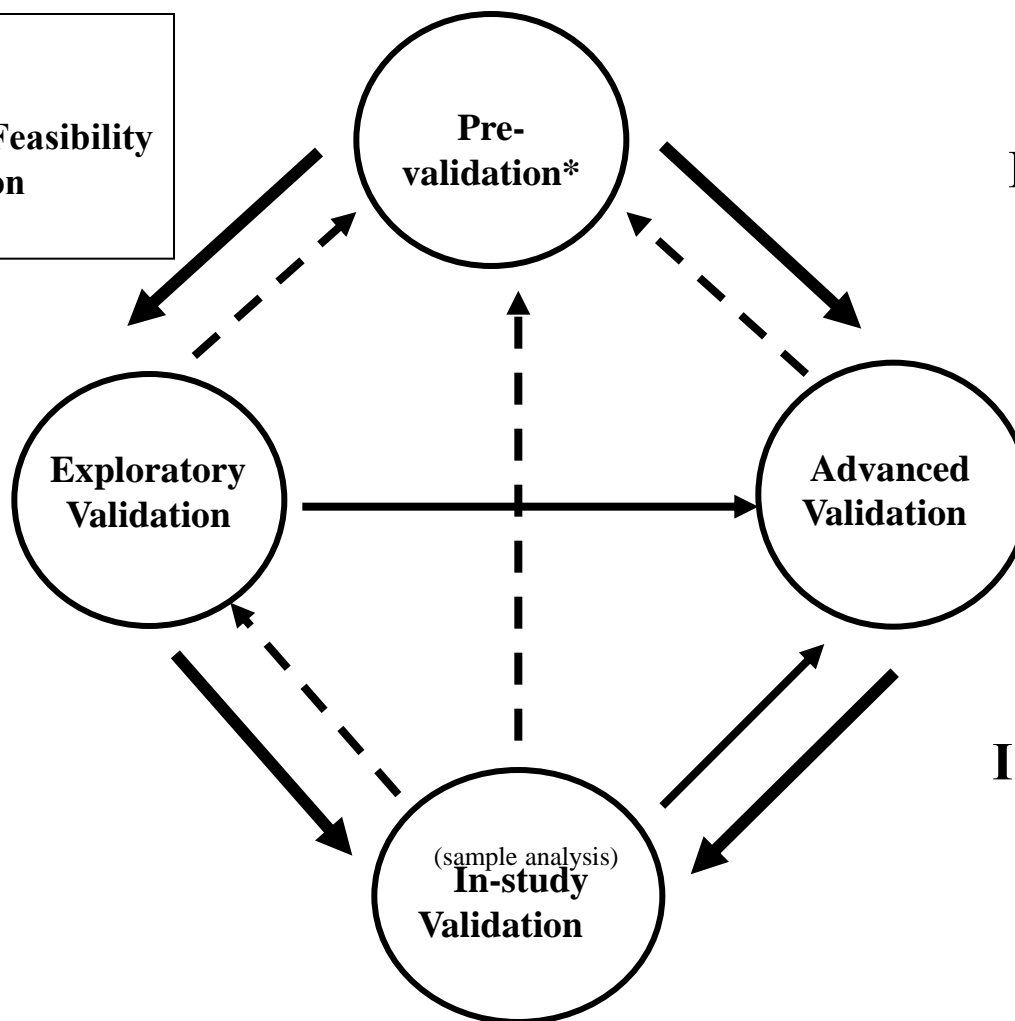 Feasibility
on
Pre-
validation*
I
Exploratory
Validation
Advanced
Validation
I
(sample analysis)
In-study
Validation